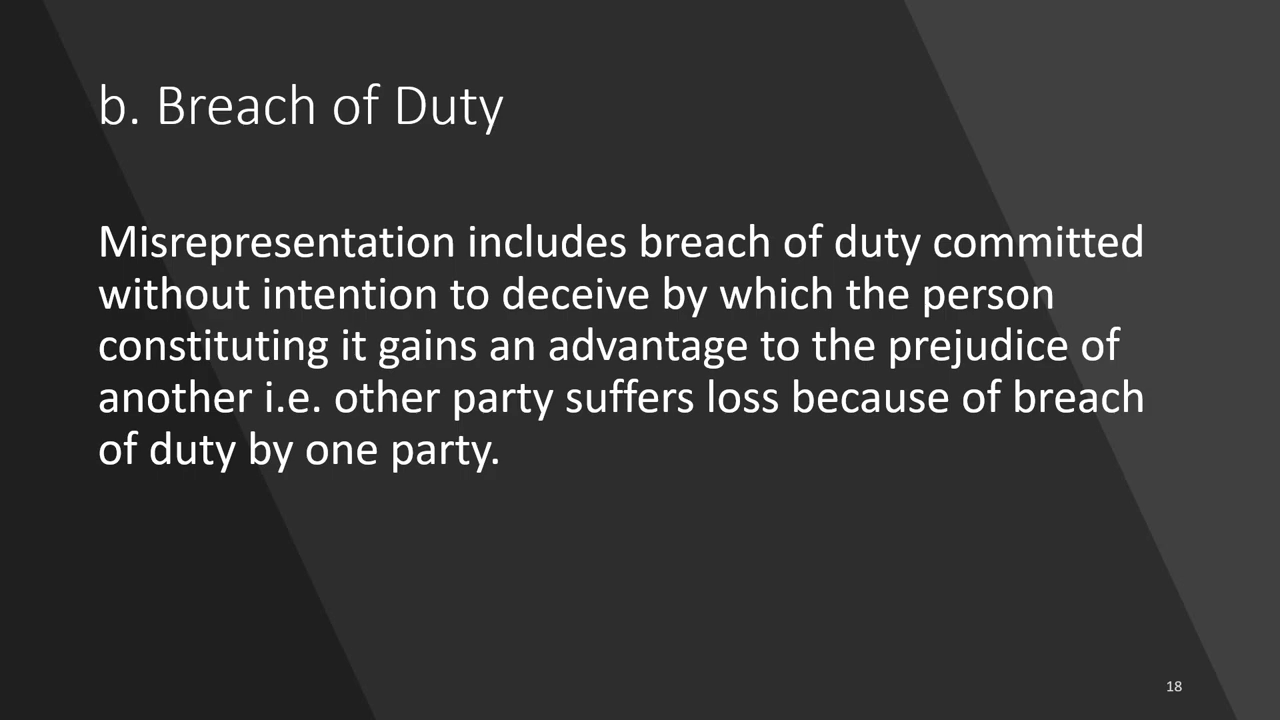 b. Breach of Duty
Misrepresentation includes breach of duty committed
without intention to deceive by which the person
constituting it gains an advantage to the prejudice of
another i.e. other party suffers loss because of breach
of duty by one party.
18